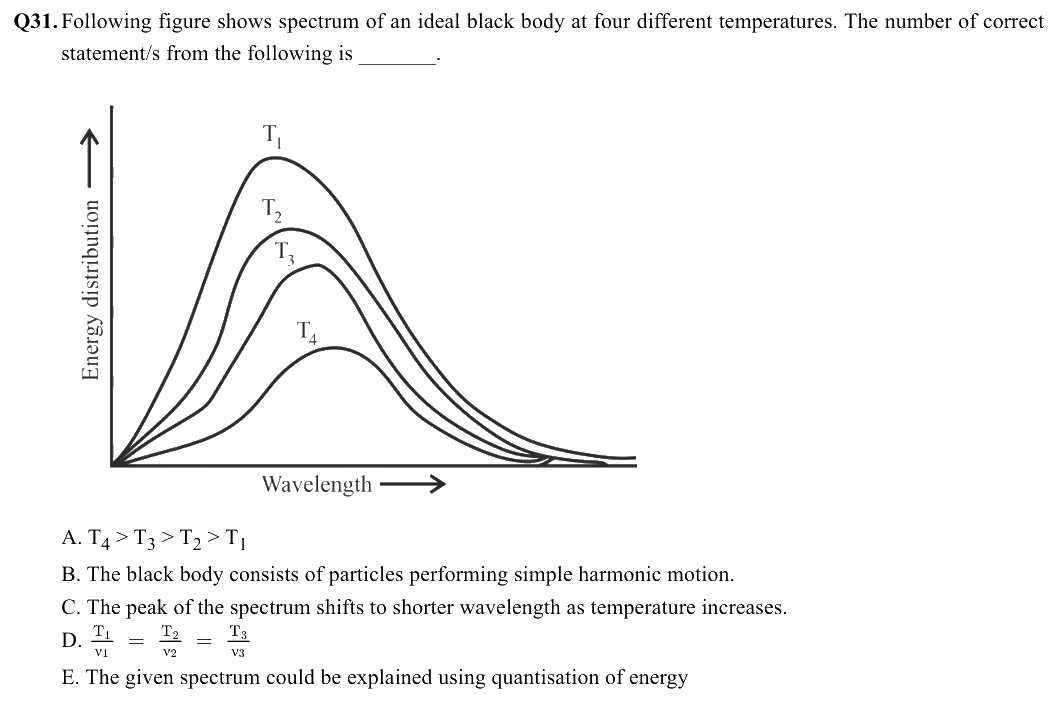 Q31. Following figure shows spectrum of an ideal black body at four different temperatures. The number of correct
statement/s from the following is _______.
T₁
T₂
T₃
T₄
Energy distribution
Wavelength
A. T₄ > T₃ > T₂ > T₁
B. The black body consists of particles performing simple harmonic motion.
C. The peak of the spectrum shifts to shorter wavelength as temperature increases.
D. T₁/ν₁ = T₂/ν₂ = T₃/ν₃
E. The given spectrum could be explained using quantisation of energy